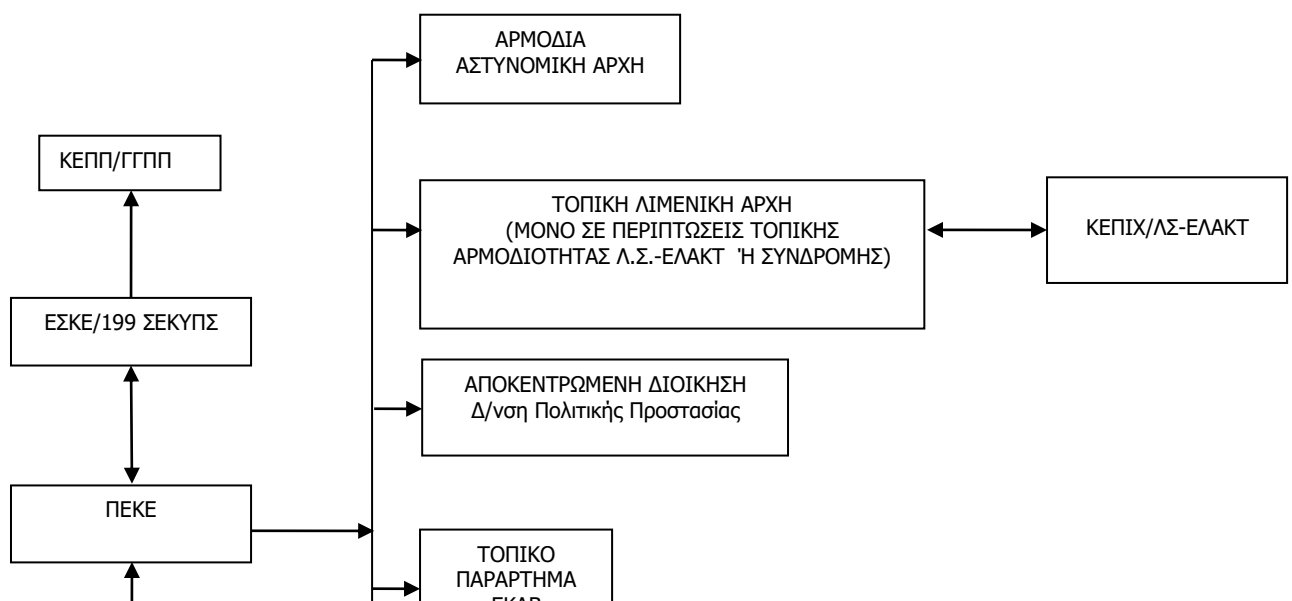 ΑΡΜΟΔΙΑ
ΑΣΤΥΝΟΜΙΚΗ ΑΡΧΗ
ΚΕΠΠ/ΓΓΠΠ
ΤΟΠΙΚΗ ΛΙΜΕΝΙΚΗ ΑΡΧΗ
(ΜΟΝΟ ΣΕ ΠΕΡΙΠΤΩΣΕΙΣ ΤΟΠΙΚΗΣ
ΑΡΜΟΔΙΟΤΗΤΑΣ Λ.Σ.-ΕΛΑΚΤ Ή ΣΥΝΔΡΟΜΗΣ)
ΚΕΠΙΧ/ΛΣ-ΕΛΑΚΤ
ΕΣΚΕ/199 ΣΕΚΥΠΣ
ΑΠΟΚΕΝΤΡΩΜΕΝΗ ΔΙΟΙΚΗΣΗ
Δ/νση Πολιτικής Προστασίας
ΠΕΚΕ
ΤΟΠΙΚΟ
ΠΑΡΑΡΤΗΜΑ